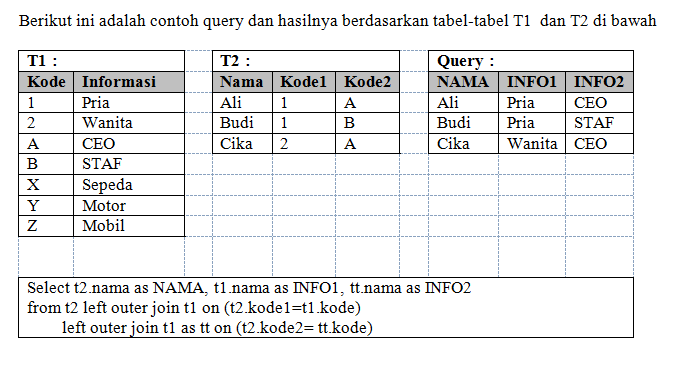 Berikut ini adalah contoh query dan hasilnya berdasarkan tabel-tabel T1 dan T2 di bawah
T1 : T2 : Query :
Kode Informasi Nama Kode1 Kode2 NAMA INFO1 INFO2
1 Pria Ali 1 A Ali Pria CEO
2 Wanita Budi 1 B Budi Pria STAF
A CEO Cika 2 A Cika Wanita CEO
B STAF
X Sepeda
Y Motor
Z Mobil
Select t2.nama as NAMA, t1.nama as INFO1, tt.nama as INFO2
from t2 left outer join t1 on (t2.kode1=t1.kode)
left outer join t1 as tt on (t2.kode2= tt.kode)